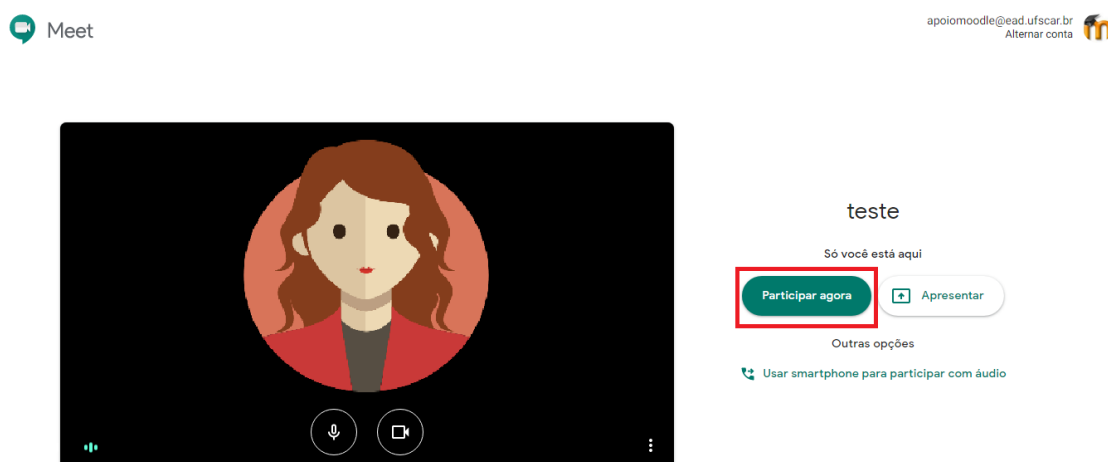 Meet
apoiomoodle@ead.ufscar.br
Alternar conta
teste
Só você está aqui
Participar agora
Apresentar
Outras opções
Usar smartphone para participar com áudio